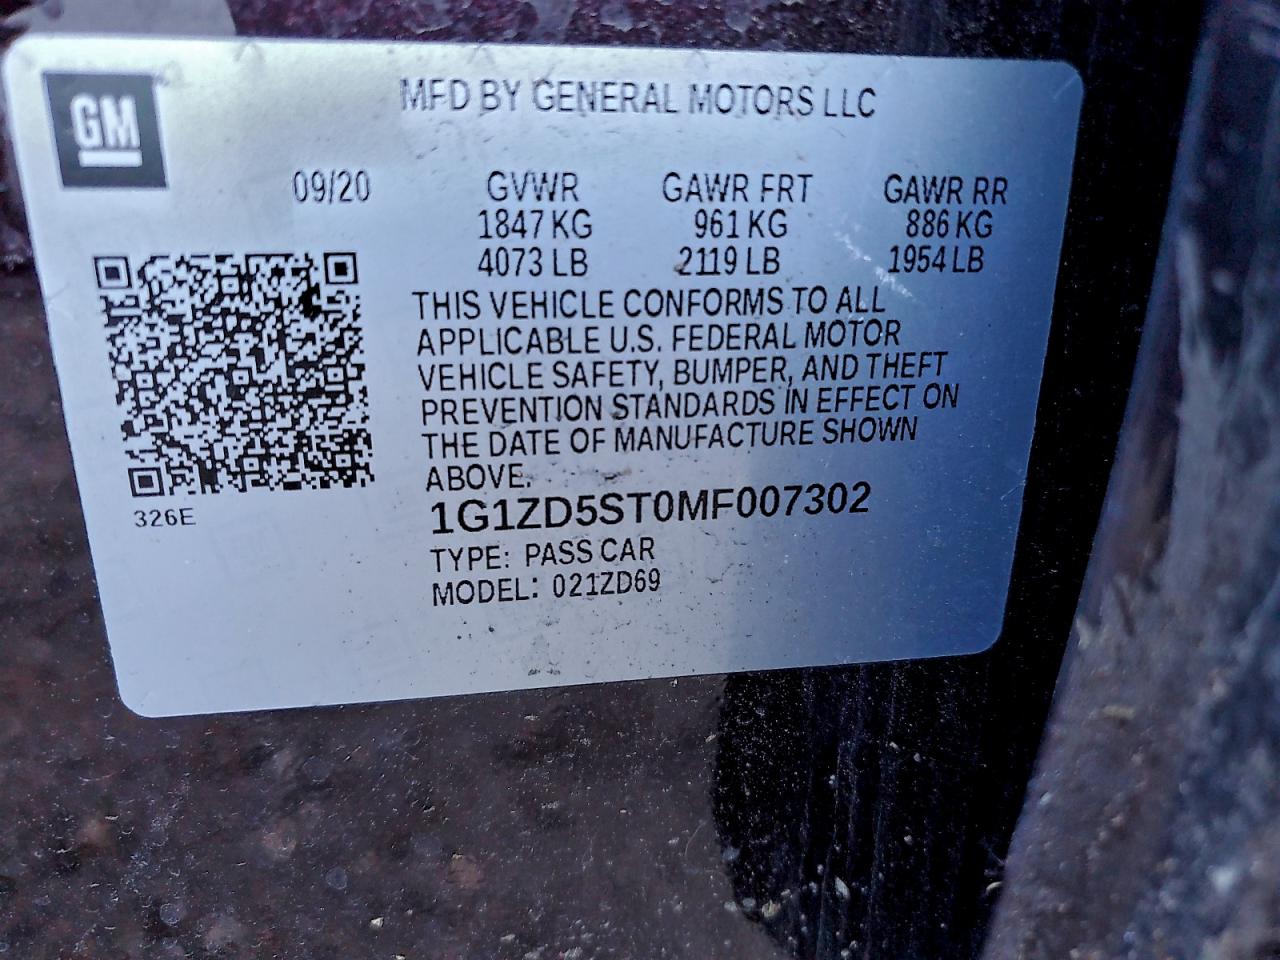 GM
MFD BY GENERAL MOTORS LLC
09/20 GVWR GAWR FRT GAWR RR
1847 KG 961 KG 886 KG
4073 LB 2119 LB 1954 LB
THIS VEHICLE CONFORMS TO ALL
APPLICABLE U.S. FEDERAL MOTOR
VEHICLE SAFETY, BUMPER, AND THEFT
PREVENTION STANDARDS IN EFFECT ON
THE DATE OF MANUFACTURE SHOWN
ABOVE.
326E
1G1ZD5ST0MF007302
TYPE: PASS CAR
MODEL: 021ZD69